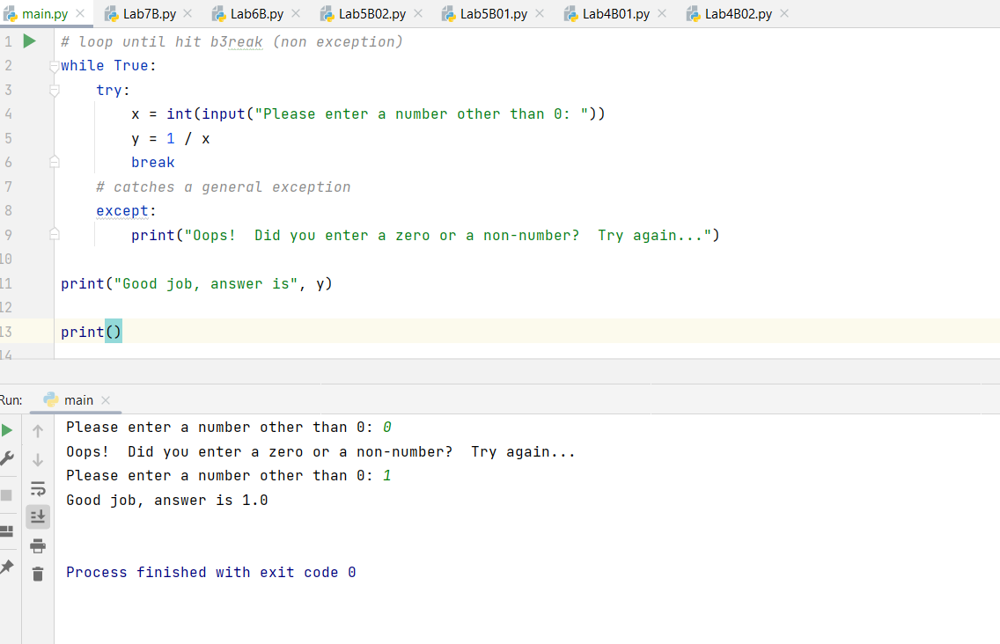 main.py Lab7B.py Lab6B.py Lab5B02.py Lab5B01.py Lab4B01.py Lab4B02.py
1 # loop until hit b3reak (non exception)
2 while True:
3     try:
4         x = int(input("Please enter a number other than 0: "))
5         y = 1 / x
6         break
7     # catches a general exception
8     except:
9         print("Oops!  Did you enter a zero or a non-number?  Try again...")
10
11 print("Good job, answer is", y)
12
13 print()
14
Run: main
Please enter a number other than 0: 0
Oops!  Did you enter a zero or a non-number?  Try again...
Please enter a number other than 0: 1
Good job, answer is 1.0
Process finished with exit code 0